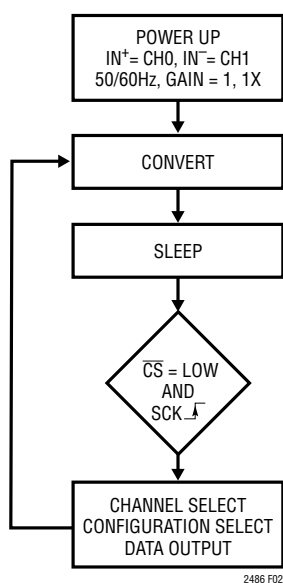 POWER UP
IN⁺= CH0, IN⁻= CH1
50/60Hz, GAIN = 1, 1X
CONVERT
SLEEP
C̅S̅ = LOW
AND
SCK
CHANNEL SELECT
CONFIGURATION SELECT
DATA OUTPUT
2486 F02